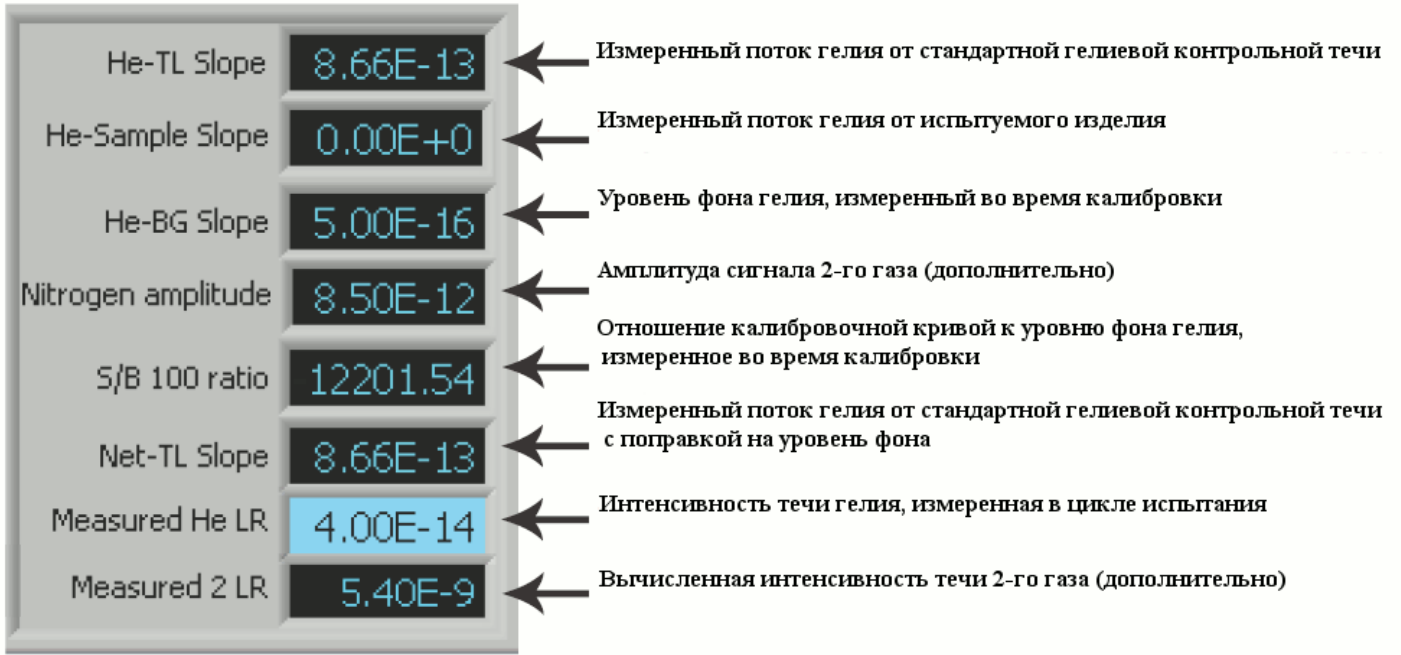 He-TL Slope 8.66E-13 Измеренный поток гелия от стандартной гелиевой контрольной течи
He-Sample Slope 0.00E+0 Измеренный поток гелия от испытуемого изделия
He-BG Slope 5.00E-16 Уровень фона гелия, измеренный во время калибровки
Nitrogen amplitude 8.50E-12 Амплитуда сигнала 2-го газа (дополнительно)
S/B 100 ratio 12201.54 Отношение калибровочной кривой к уровню фона гелия,
измеренное во время калибровки
Net-TL Slope 8.66E-13 Измеренный поток гелия от стандартной гелиевой контрольной течи
с поправкой на уровень фона
Measured He LR 4.00E-14 Интенсивность течи гелия, измеренная в цикле испытания
Measured 2 LR 5.40E-9 Вычисленная интенсивность течи 2-го газа (дополнительно)